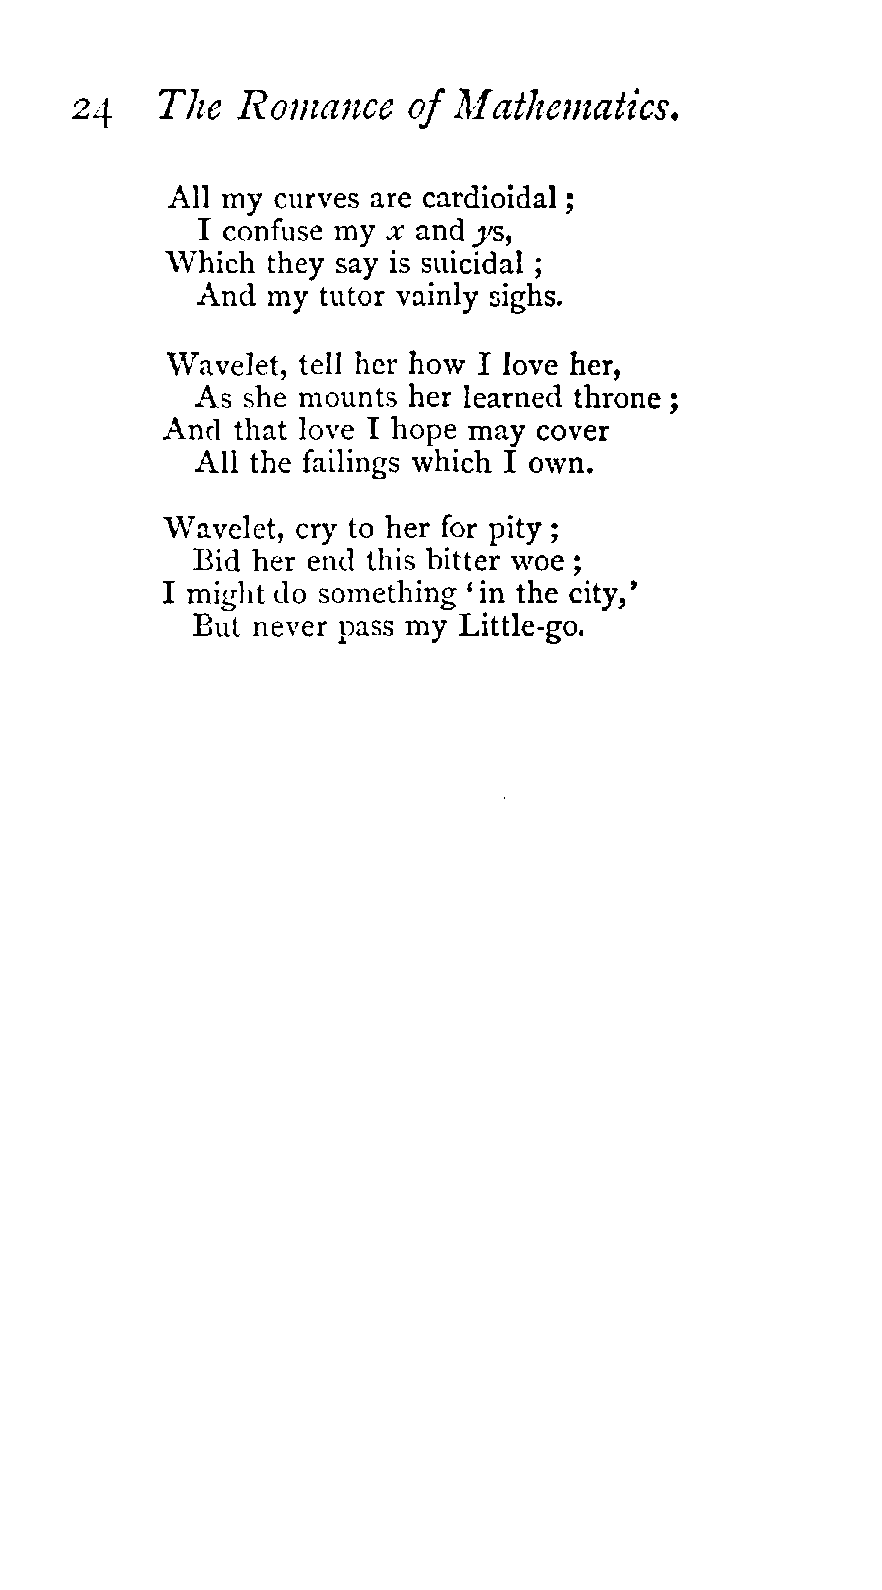 24 The Romance of Mathematics.
All my curves are cardioidal ;
I confuse my x and ys,
Which they say is suicidal ;
And my tutor vainly sighs.
Wavelet, tell her how I love her,
As she mounts her learned throne ;
And that love I hope may cover
All the failings which I own.
Wavelet, cry to her for pity ;
Bid her end this bitter woe ;
I might do something ‘in the city,’
But never pass my Little-go.